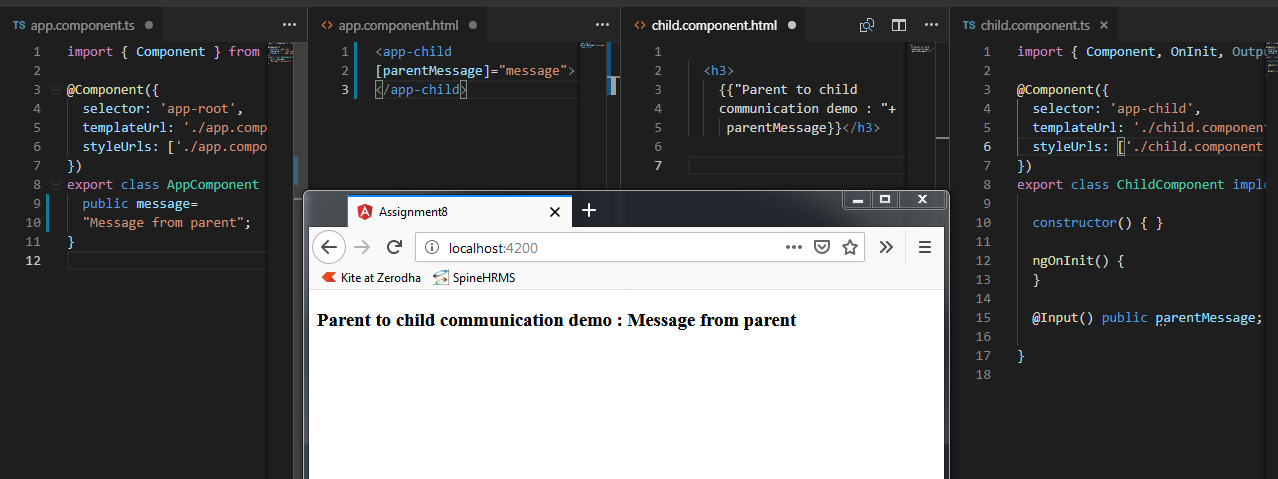 TS app.component.ts
1 import { Component } from
2
3 @Component({
4 selector: 'app-root',
5 templateUrl: './app.comp
6 styleUrls: ['./app.compo
7 })
8 export class AppComponent
9 public message=
10 "Message from parent";
11 }
12
<> app.component.html
1 <app-child
2 [parentMessage]="message">
3 </app-child>
<> child.component.html
1
2 <h3>
3 {{"Parent to child
4 communication demo : "+
5 parentMessage}}</h3>
6
7
TS child.component.ts
1 import { Component, OnInit, Outpu
2
3 @Component({
4 selector: 'app-child',
5 templateUrl: './child.component
6 styleUrls: ['./child.component
7 })
8 export class ChildComponent imple
9
10 constructor() { }
11
12 ngOnInit() {
13 }
14
15 @Input() public parentMessage;
16
17 }
18
Assignment8
localhost:4200
Kite at Zerodha
SpineHRMS
Parent to child communication demo : Message from parent